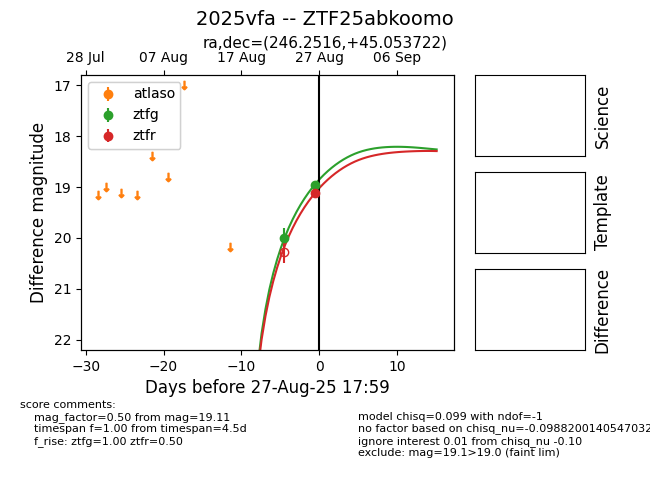 2025vfa -- ZTF25abkoomo
ra,dec=(246.2516,+45.053722)
28 Jul 07 Aug 17 Aug 27 Aug 06 Sep
atlaso
ztfg
ztfr
17
18
19
20
21
22
Difference magnitude
−30 −20 −10 0 10
Days before 27-Aug-25 17:59
Science
Template
Difference
score comments:
mag_factor=0.50 from mag=19.11
timespan f=1.00 from timespan=4.5d
f_rise: ztfg=1.00 ztfr=0.50
model chisq=0.099 with ndof=-1
no factor based on chisq_nu=-0.0988200140547032
ignore interest 0.01 from chisq_nu -0.10
exclude: mag=19.1>19.0 (faint lim)